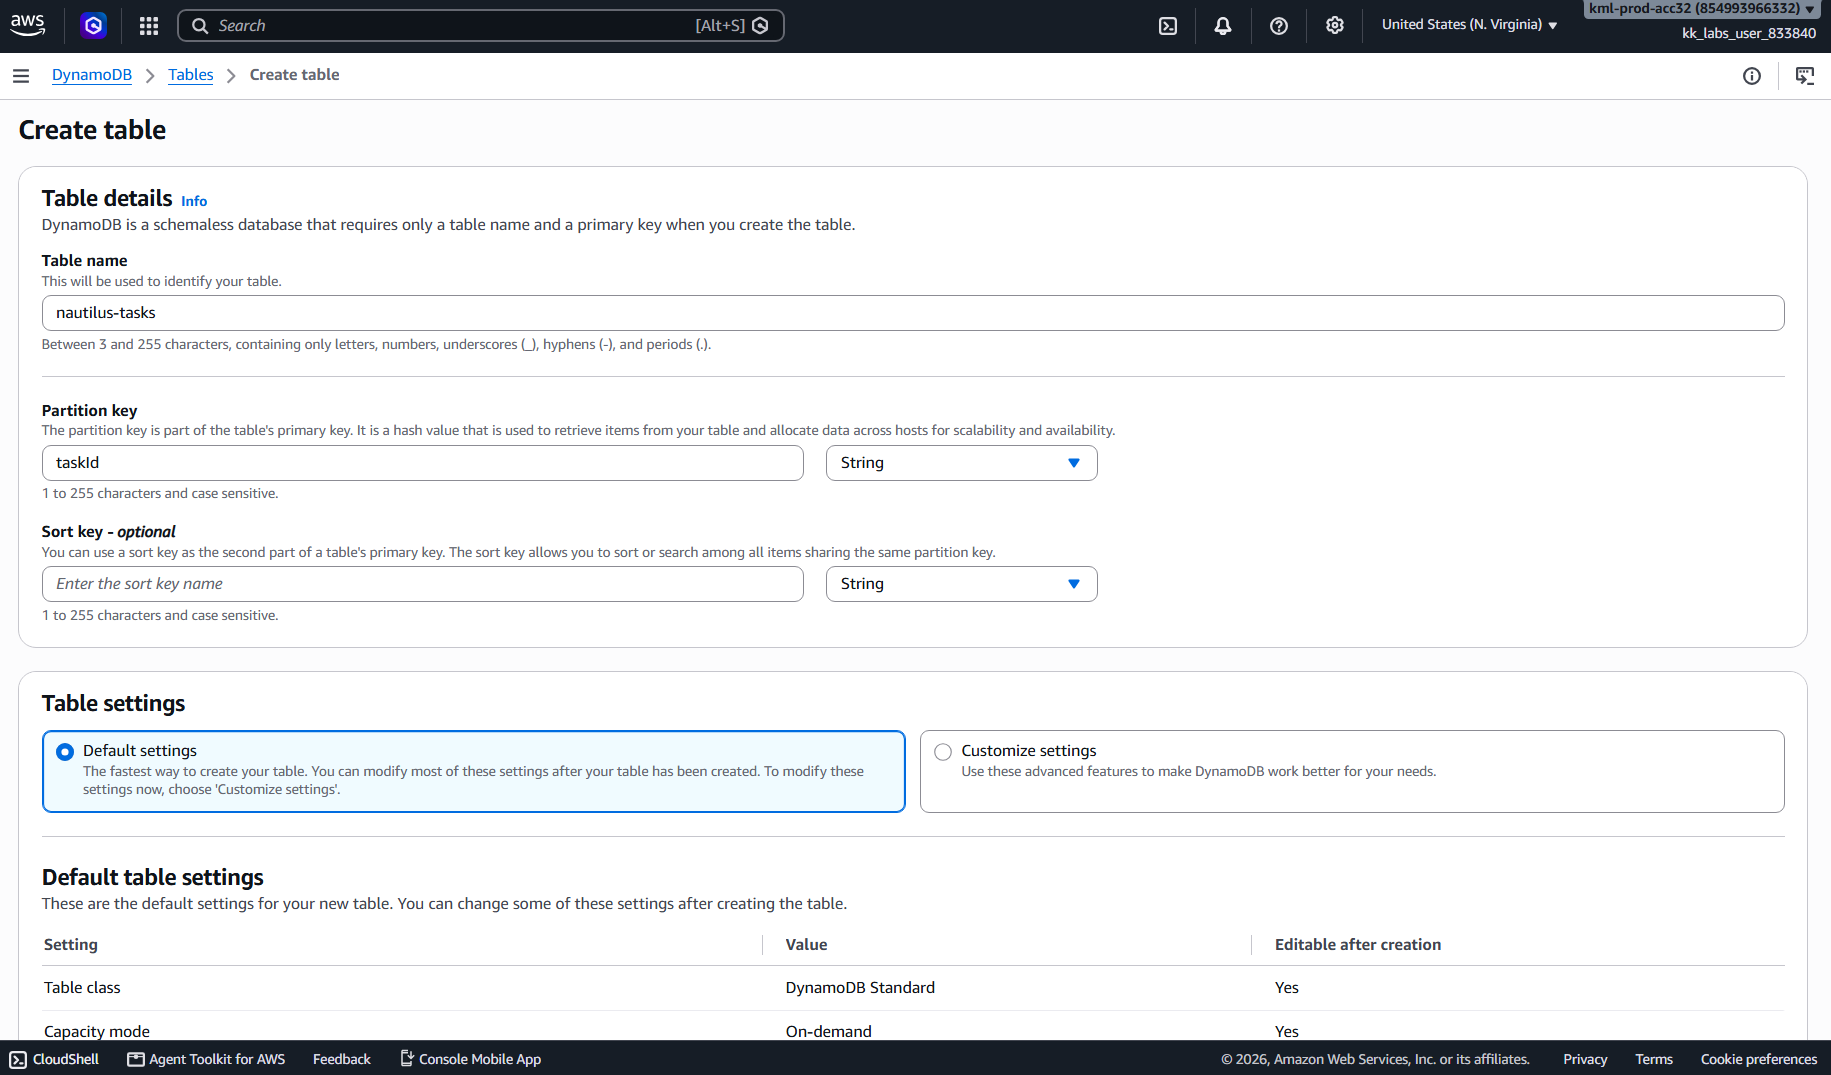 aws
Search [Alt+S]
United States (N. Virginia)
kml-prod-acc32 (854993966332)
kk_labs_user_833840
DynamoDB Tables Create table
Create table
Table details Info
DynamoDB is a schemaless database that requires only a table name and a primary key when you create the table.
Table name
This will be used to identify your table.
nautilus-tasks
Between 3 and 255 characters, containing only letters, numbers, underscores (_), hyphens (-), and periods (.).
Partition key
The partition key is part of the table's primary key. It is a hash value that is used to retrieve items from your table and allocate data across hosts for scalability and availability.
taskId String
1 to 255 characters and case sensitive.
Sort key - optional
You can use a sort key as the second part of a table's primary key. The sort key allows you to sort or search among all items sharing the same partition key.
Enter the sort key name String
1 to 255 characters and case sensitive.
Table settings
Default settings
The fastest way to create your table. You can modify most of these settings after your table has been created. To modify these
settings now, choose 'Customize settings'.
Customize settings
Use these advanced features to make DynamoDB work better for your needs.
Default table settings
These are the default settings for your new table. You can change some of these settings after creating the table.
Setting Value Editable after creation
Table class DynamoDB Standard Yes
Capacity mode On-demand Yes
CloudShell Agent Toolkit for AWS Feedback Console Mobile App © 2026, Amazon Web Services, Inc. or its affiliates. Privacy Terms Cookie preferences